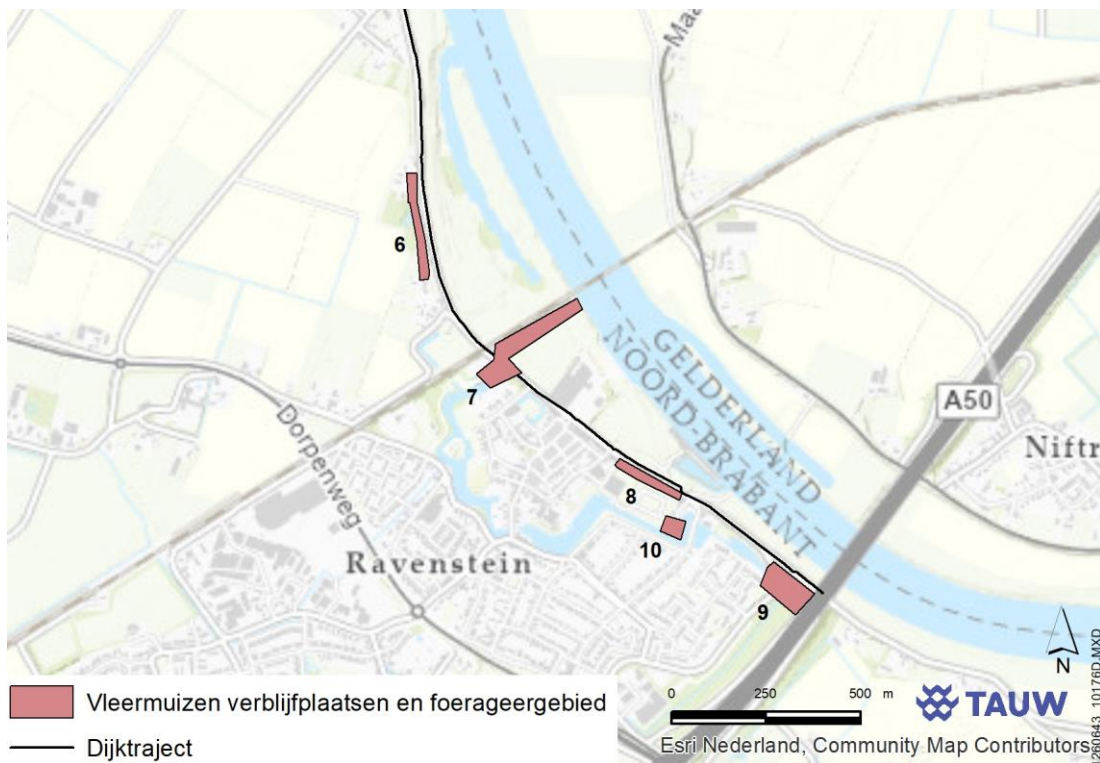 Maa
6
A50
GELDERLAND
NOORD-BRABANT
Niftr
7
Dorpenweg
8
10
Ravenstein
9
N
Vleermuizen verblijfplaatsen en foerageergebied
Dijktraject
0 250 500 m
TAUW
Esri Nederland, Community Map Contributors
1260643_10176D.MXD